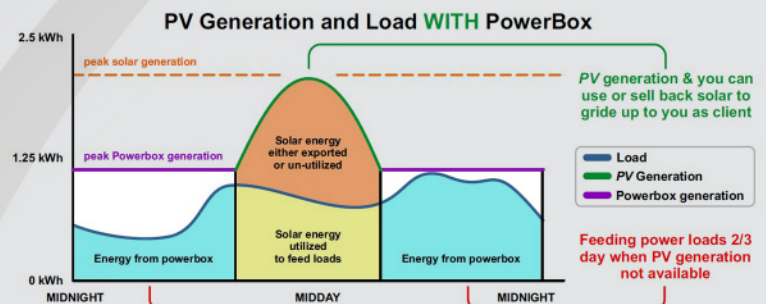 PV Generation and Load WITH PowerBox
2.5 kWh
peak solar generation
PV generation & you can
use or sell back solar to
gride up to you as client
Solar energy
either exported
or un-utilized
1.25 kWh
peak Powerbox generation
Load
PV Generation
Powerbox generation
Solar energy
utilized
to feed loads
Energy from powerbox
Energy from powerbox
Feeding power loads 2/3
day when PV generation
not available
0 kWh
MIDNIGHT
MIDDAY
MIDNIGHT